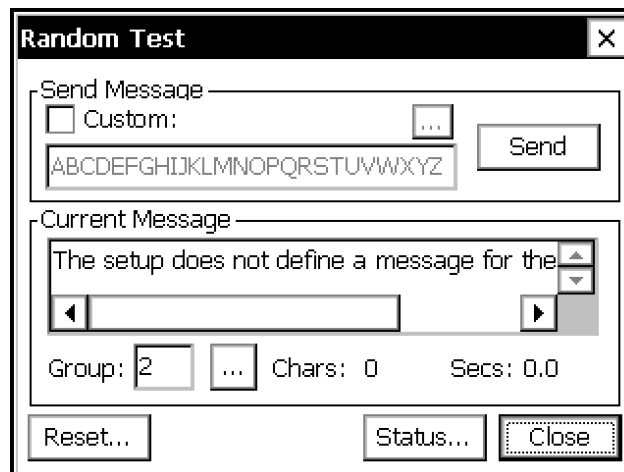 Random Test
Send Message
Custom:
...
ABCDEFGHIJKLMNOPQRSTUVWXYZ
Send
Current Message
The setup does not define a message for the
Group: 2 ... Chars: 0 Secs: 0.0
Reset... Status... Close